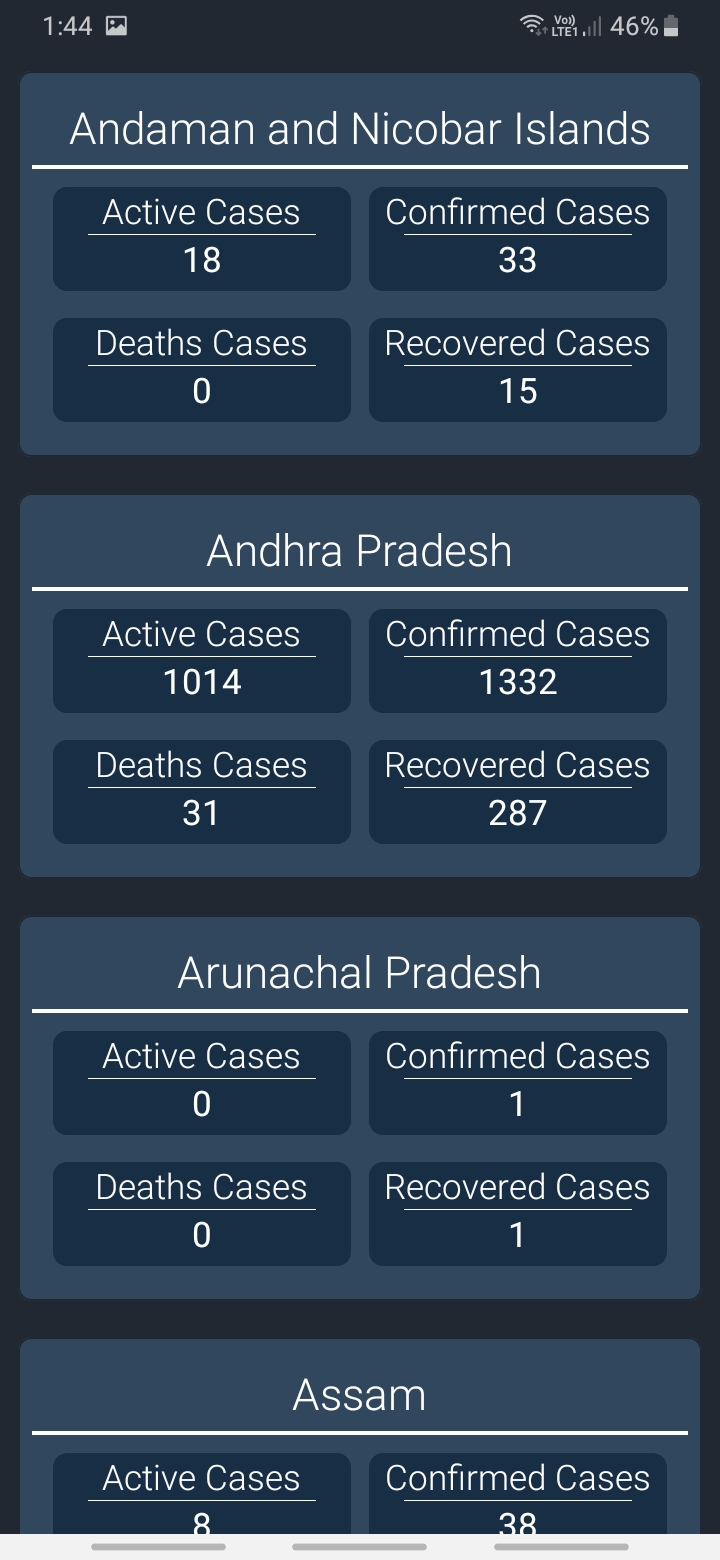 1:44 Vo)) LTE1 46%
Andaman and Nicobar Islands
Active Cases Confirmed Cases
18 33
Deaths Cases Recovered Cases
0 15
Andhra Pradesh
Active Cases Confirmed Cases
1014 1332
Deaths Cases Recovered Cases
31 287
Arunachal Pradesh
Active Cases Confirmed Cases
0 1
Deaths Cases Recovered Cases
0 1
Assam
Active Cases Confirmed Cases
8 38